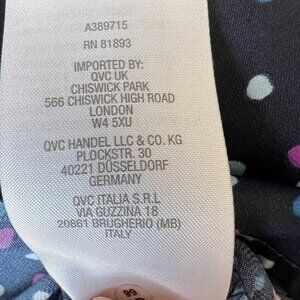 A389715
RN 81893
IMPORTED BY:
QVC UK
CHISWICK PARK
566 CHISWICK HIGH ROAD
LONDON
W4 5XU
QVC HANDEL LLC & CO. KG
PLOCKSTR. 30
40221 DÜSSELDORF
GERMANY
QVC ITALIA S.R.L
VIA GUZZINA 18
20861 BRUGHERIO (MB)
ITALY